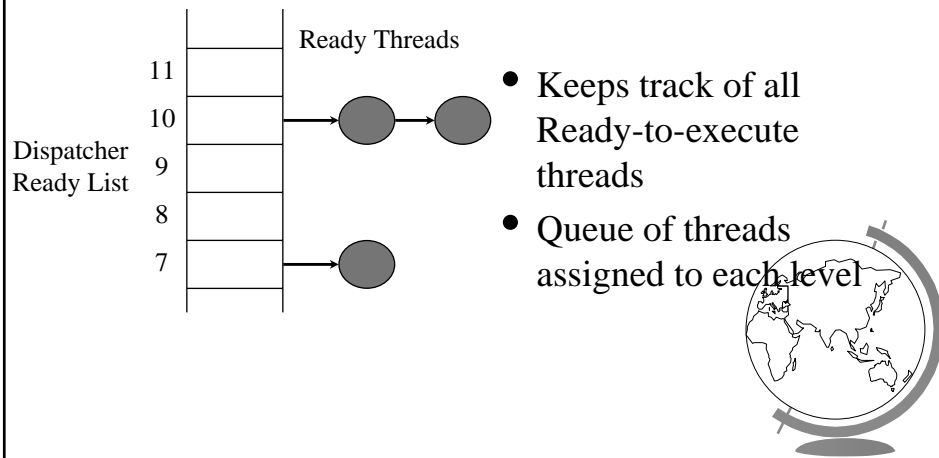 Ready Threads
11
10
9
8
7
Dispatcher
Ready List
• Keeps track of all
Ready-to-execute
threads
• Queue of threads
assigned to each level